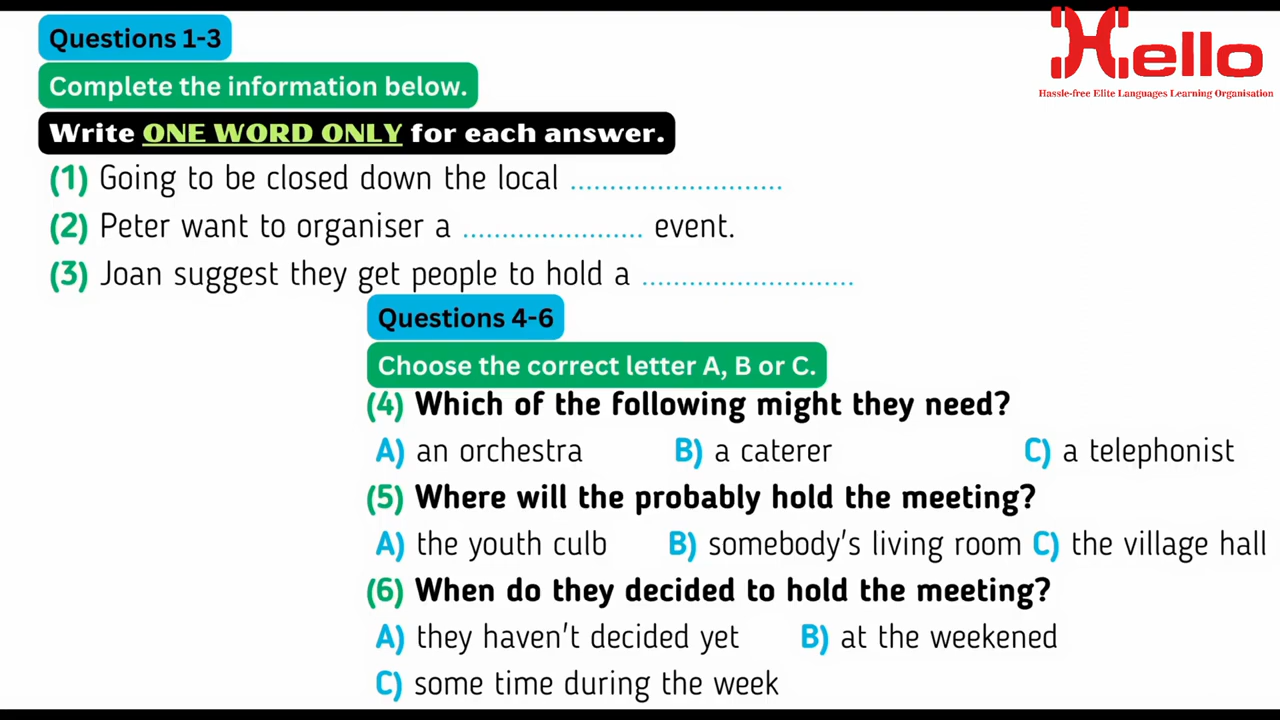 Questions 1-3
Hello
Hassle-free Elite Languages Learning Organisation
Complete the information below.
Write ONE WORD ONLY for each answer.
(1) Going to be closed down the local ...........................
(2) Peter want to organiser a ....................... event.
(3) Joan suggest they get people to hold a ...........................
Questions 4-6
Choose the correct letter A, B or C.
(4) Which of the following might they need?
A) an orchestra B) a caterer C) a telephonist
(5) Where will the probably hold the meeting?
A) the youth culb B) somebody's living room C) the village hall
(6) When do they decided to hold the meeting?
A) they haven't decided yet B) at the weekened
C) some time during the week